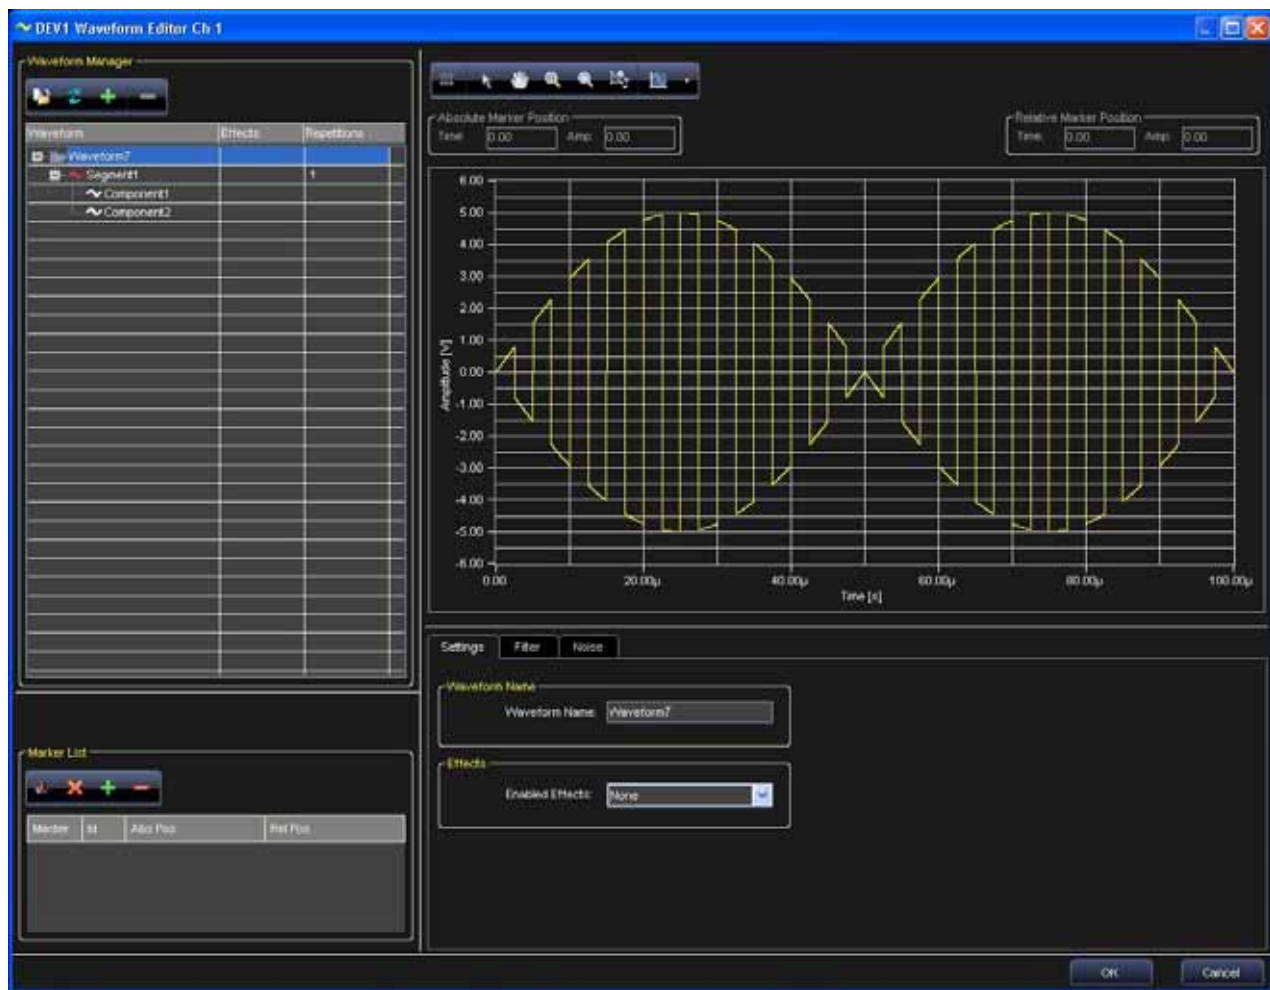 DEV1 Waveform Editor Ch 1
Waveform Manager
Waveform Effects Repetitions
Waveform7
Segment1 1
Component1
Component2
Marker List
Marker Id Abs Pos Rel Pos
Absolute Marker Position
Time: 0.00 Amp: 0.00
Relative Marker Position
Time: 0.00 Amp: 0.00
6.00
5.00
4.00
3.00
2.00
1.00
0.00
-1.00
-2.00
-3.00
-4.00
-5.00
-6.00
Amplitude [V]
0.00 20.00µ 40.00µ 60.00µ 80.00µ 100.00µ
Time [s]
Settings Filter Noise
Waveform Name
Waveform Name: Waveform7
Effects
Enabled Effects: None
OK Cancel